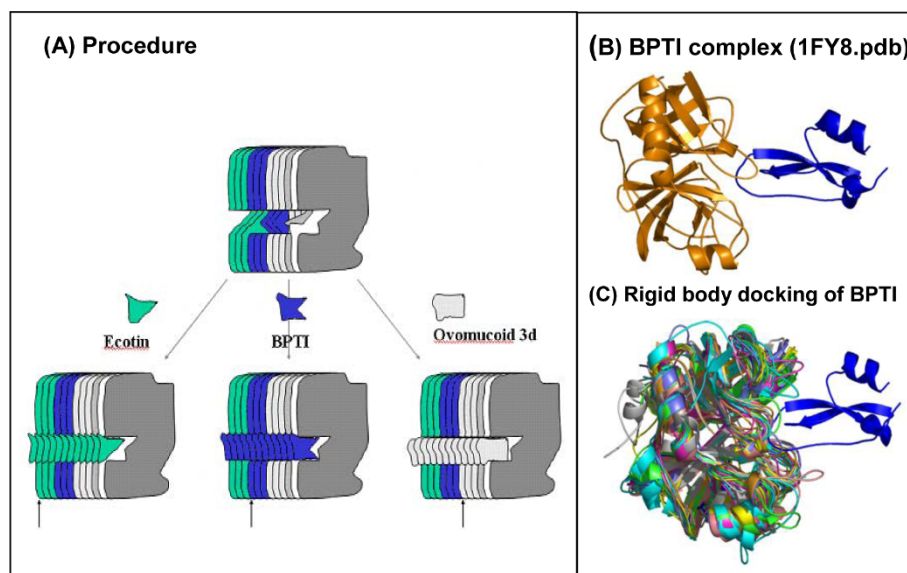 (A) Procedure
Ecotin
BPTI
Ovomucoid 3d
(B) BPTI complex (1FY8.pdb)
(C) Rigid body docking of BPTI